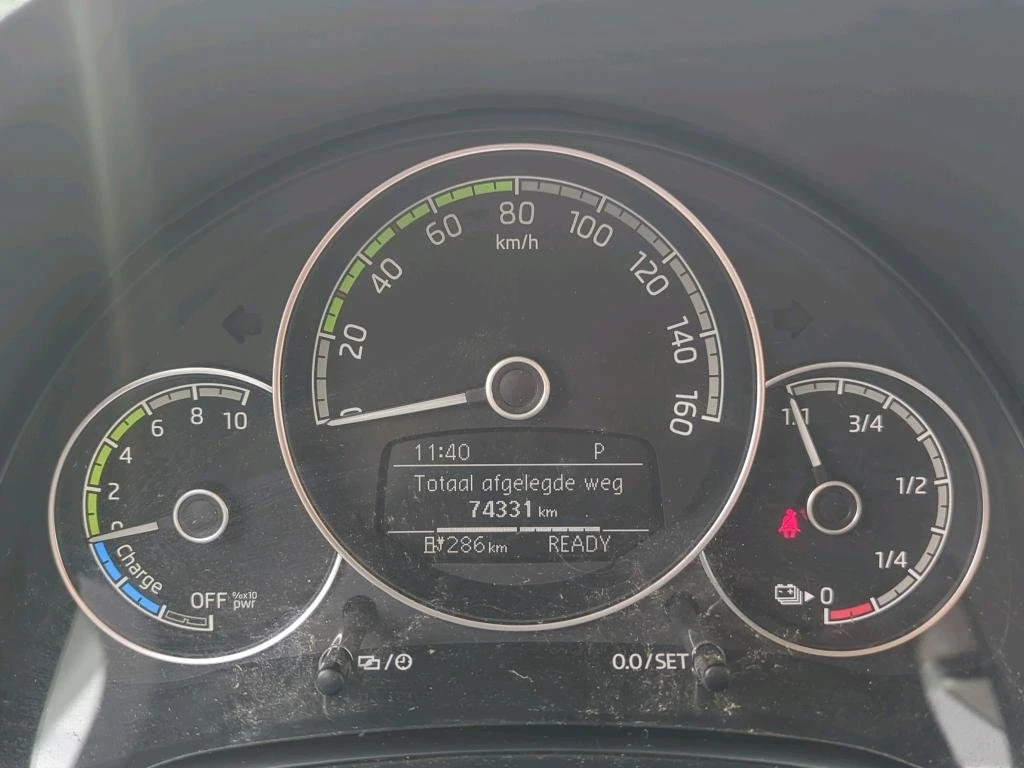 80
60
100
km/h
40
120
20
140
0
160
11:40 P
Totaal afgelegde weg
74331 km
286 km READY
0
2
4
6
8
10
Charge
OFF %x10
pwr
1/1
3/4
1/2
1/4
0
0.0/SET